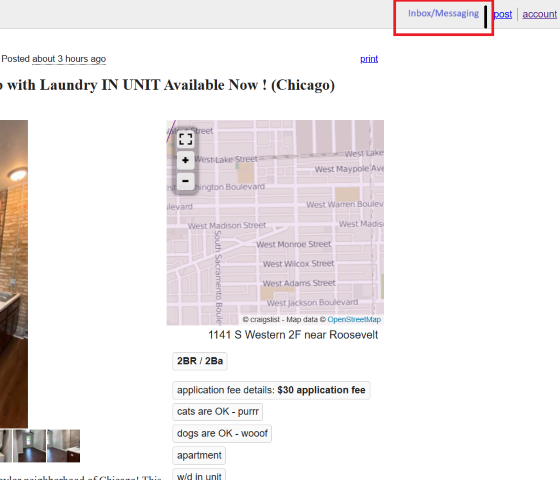 Inbox/Messaging post account
Posted about 3 hours ago print
with Laundry IN UNIT Available Now ! (Chicago)
Street
West Lake Street
West Lake
West Maypole Ave
hington Boulevard
West Warren Boulev
levard
West Madison Street
West Madis
West Monroe Street
South Sacramento Boule
West Wilcox Street
West Adams Street
West Jackson Boulevard
© craigslist - Map data © OpenStreetMap
1141 S Western 2F near Roosevelt
2BR / 2Ba
application fee details: $30 application fee
cats are OK - purrr
dogs are OK - wooof
apartment
w/d in unit
neighborhood of Chicago! This